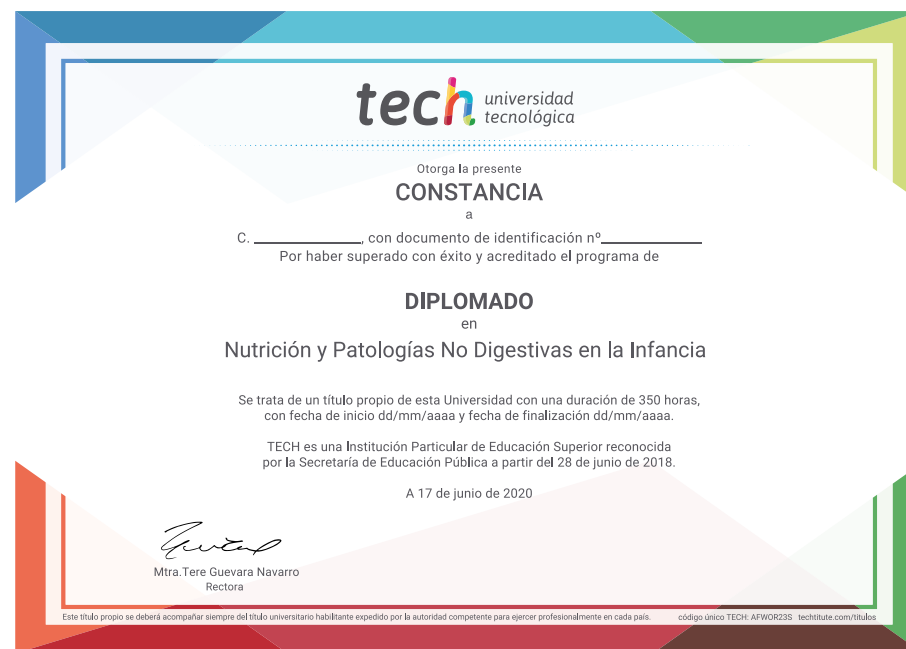 tech universidad
tecnológica
Otorga la presente
CONSTANCIA
a
C. ______________, con documento de identificación nº______________
Por haber superado con éxito y acreditado el programa de
DIPLOMADO
en
Nutrición y Patologías No Digestivas en la Infancia
Se trata de un título propio de esta Universidad con una duración de 350 horas,
con fecha de inicio dd/mm/aaaa y fecha de finalización dd/mm/aaaa.
TECH es una Institución Particular de Educación Superior reconocida
por la Secretaría de Educación Pública a partir del 28 de junio de 2018.
A 17 de junio de 2020
Mtra.Tere Guevara Navarro
Rectora
Este título propio se deberá acompañar siempre del título universitario habilitante expedido por la autoridad competente para ejercer profesionalmente en cada país. código único TECH: AFWOR23S techtitute.com/titulos